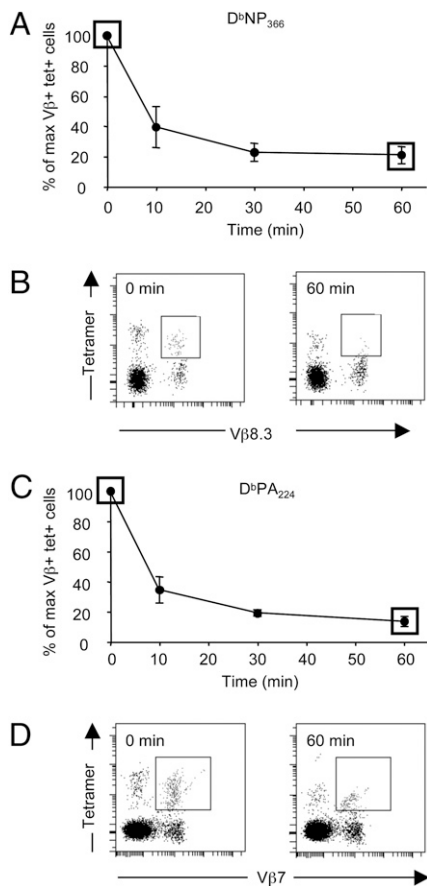 A
DᵇNP₃₆₆
% of max Vβ+ tet+ cells
100
80
60
40
20
0
0 10 20 30 40 50 60
Time (min)
B
0 min
60 min
Tetramer
Vβ8.3
C
DᵇPA₂₂₄
% of max Vβ+ tet+ cells
100
80
60
40
20
0
0 10 20 30 40 50 60
Time (min)
D
0 min
60 min
Tetramer
Vβ7